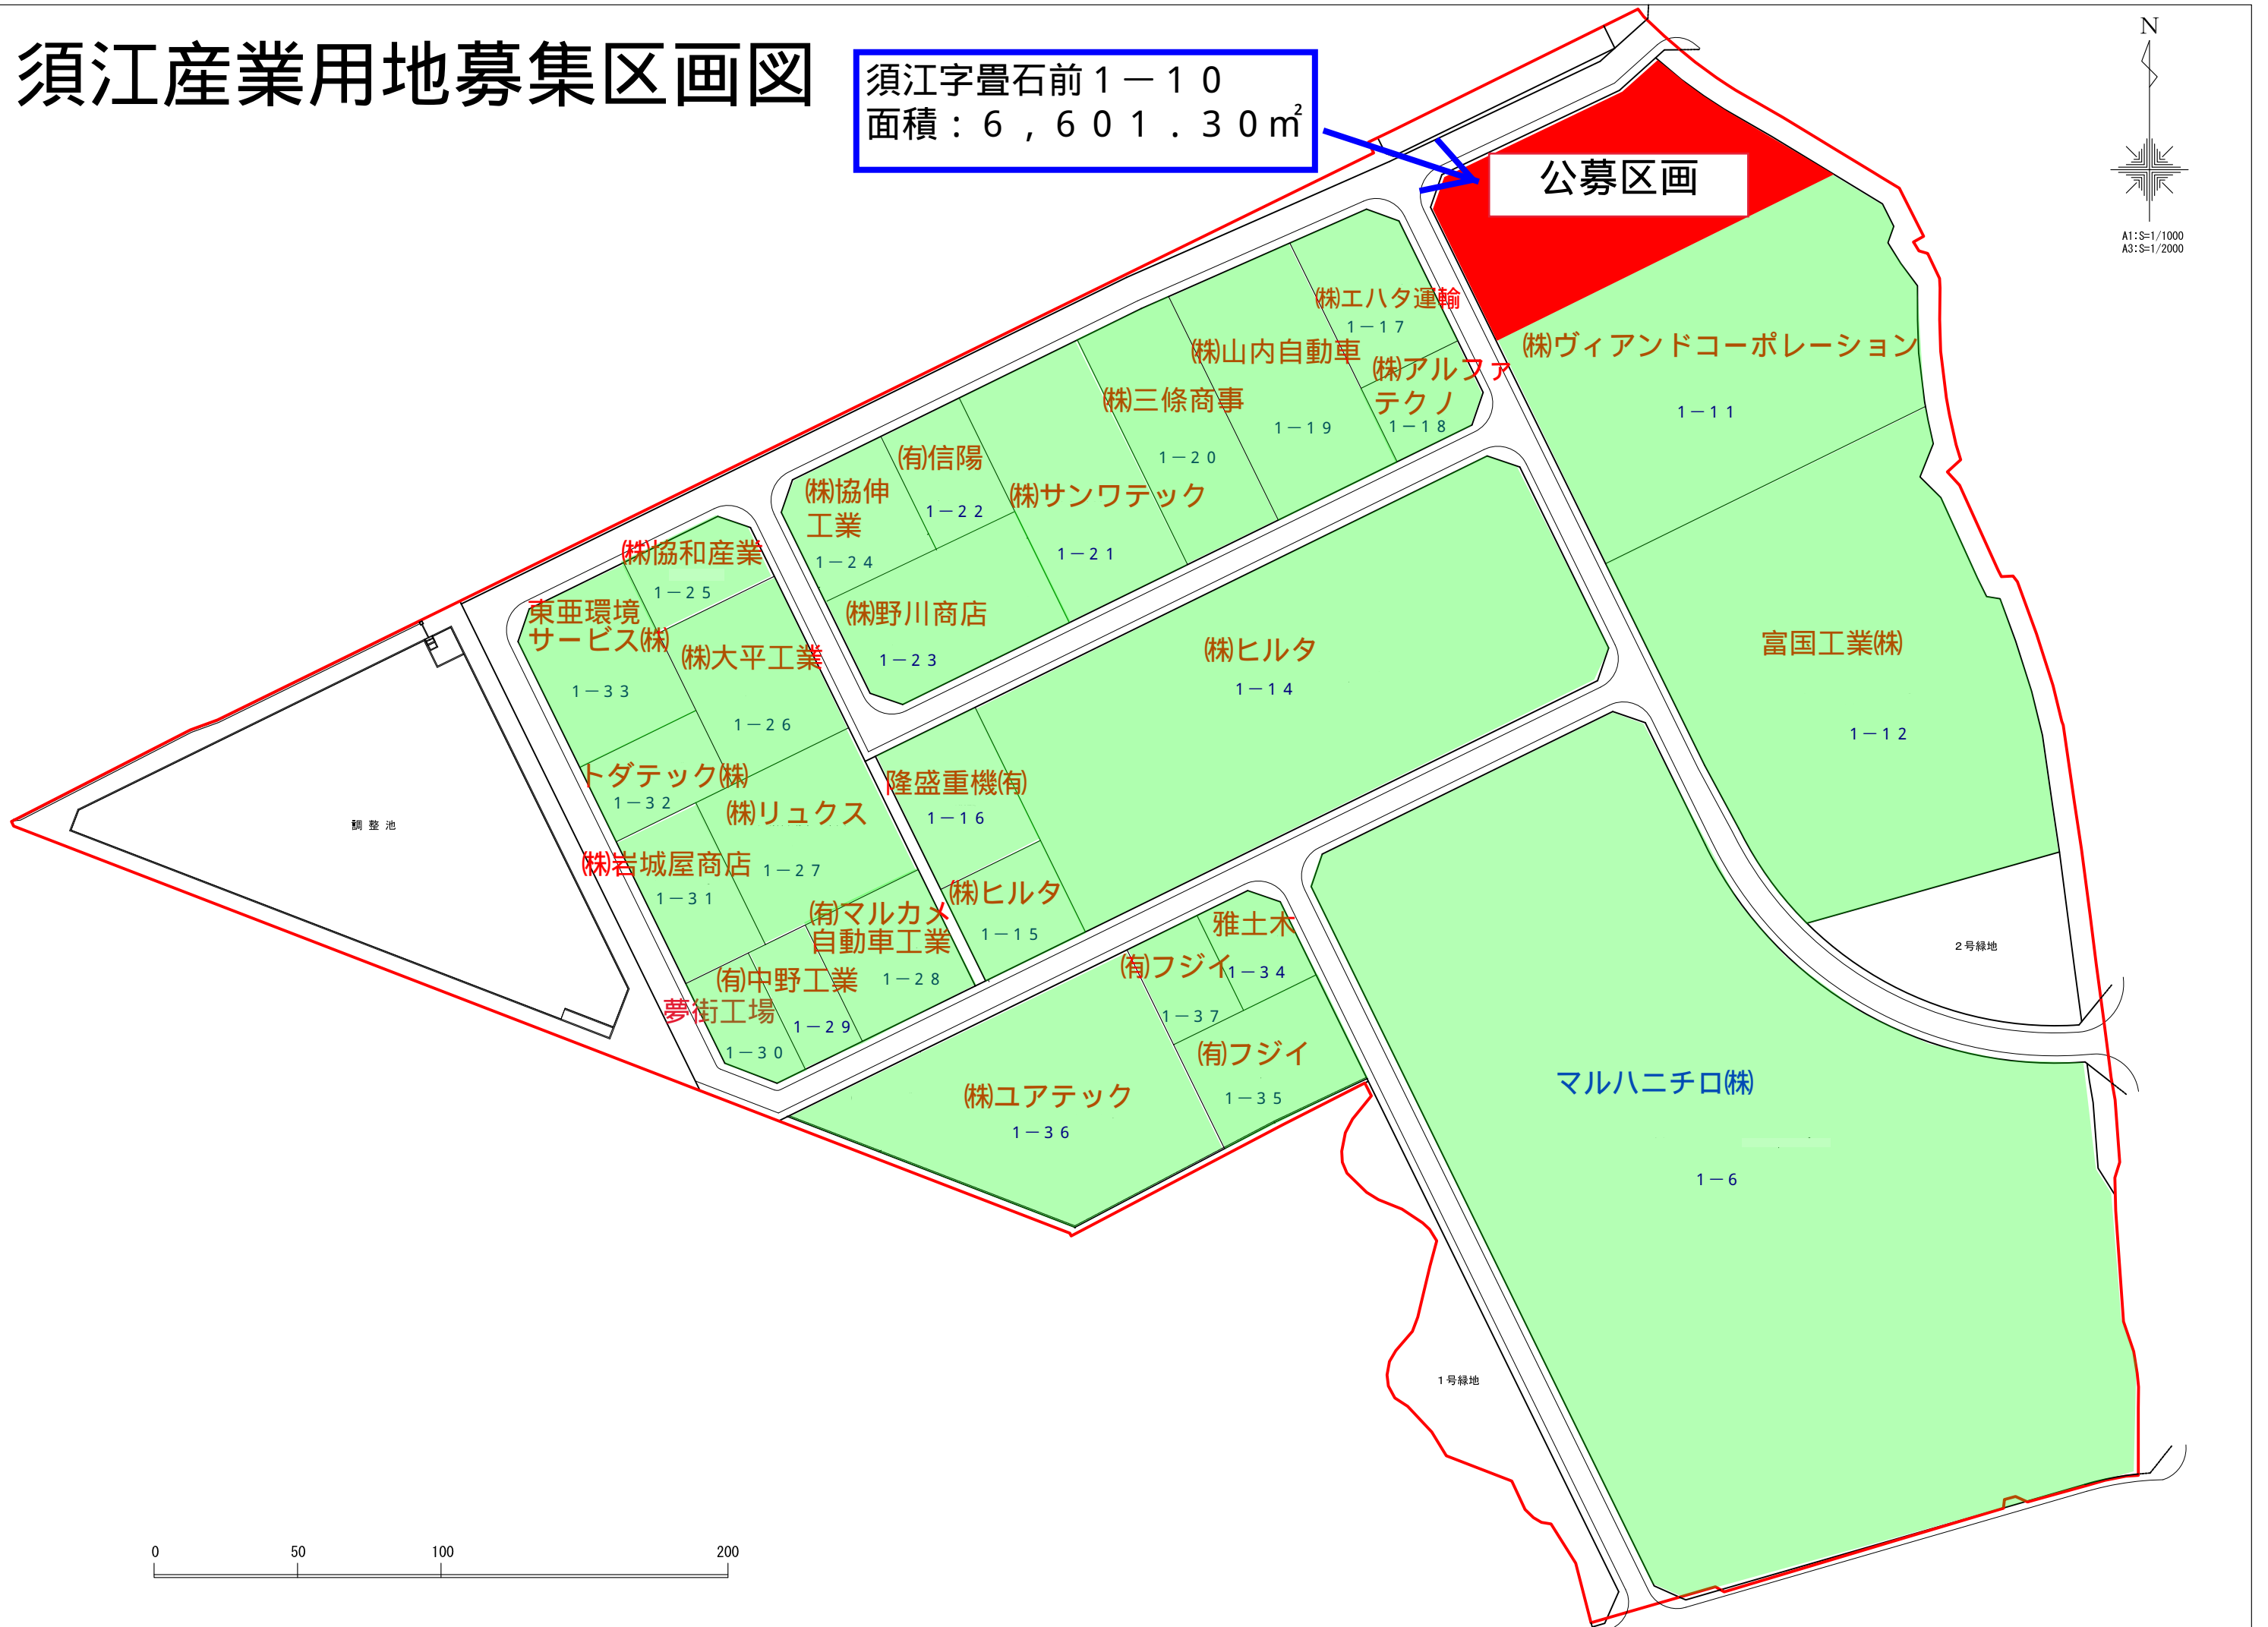 須江産業用地募集区画図
須江字畳石前1－10
面積：６，６０１．３０㎡
公募区画
N
A1:S=1/1000
A3:S=1/2000
㈱エハタ運輸
1－17
㈱山内自動車
1－19
㈱アルファ
テクノ
1－18
㈱ヴィアンドコーポレーション
1－11
㈱三條商事
1－20
㈲信陽
1－22
㈱サンワテック
1－21
㈱協伸
工業
1－24
㈱野川商店
1－23
㈱協和産業
1－25
東亜環境
サービス㈱
1－33
㈱大平工業
1－26
㈱ヒルタ
1－14
富国工業㈱
1－12
トダテック㈱
1－32
㈱リュクス
1－27
隆盛重機㈲
1－16
調整池
㈱岩城屋商店
1－31
㈱ヒルタ
1－15
㈲マルカメ
自動車工業
1－28
雅土木
1－34
㈲フジイ
1－37
2号緑地
㈲中野工業
1－29
夢街工場
1－30
㈲フジイ
1－35
㈱ユアテック
1－36
マルハニチロ㈱
1－6
1号緑地
0 50 100 200